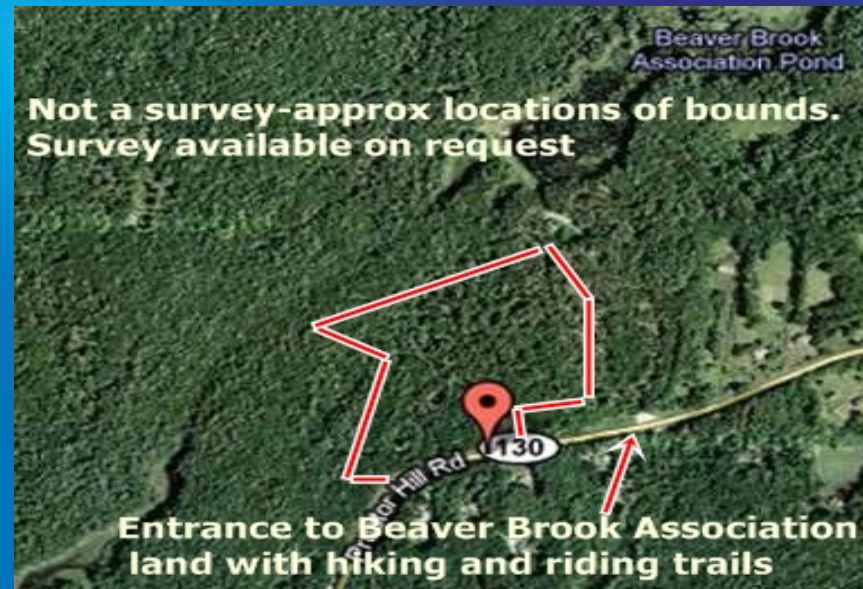 Beaver Brook
Association Pond
Not a survey-approx locations of bounds.
Survey available on request
130
Hill Rd
Entrance to Beaver Brook Association
land with hiking and riding trails